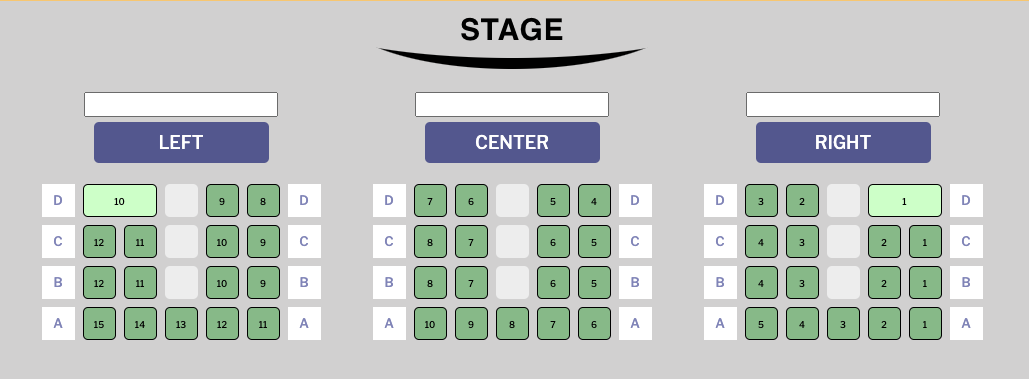 STAGE
LEFT CENTER RIGHT
D 10 9 8 D D 7 6 5 4 D D 3 2 1 D
C 12 11 10 9 C C 8 7 6 5 C C 4 3 2 1 C
B 12 11 10 9 B B 8 7 6 5 B B 4 3 2 1 B
A 15 14 13 12 11 A A 10 9 8 7 6 A A 5 4 3 2 1 A